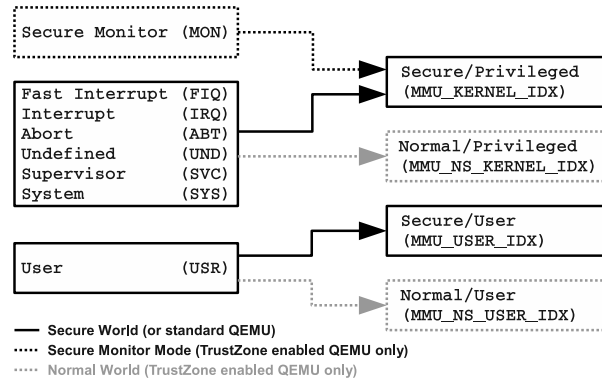 Secure Monitor (MON)
Fast Interrupt (FIQ)
Interrupt (IRQ)
Abort (ABT)
Undefined (UND)
Supervisor (SVC)
System (SYS)
User (USR)
Secure/Privileged
(MMU_KERNEL_IDX)
Normal/Privileged
(MMU_NS_KERNEL_IDX)
Secure/User
(MMU_USER_IDX)
Normal/User
(MMU_NS_USER_IDX)
Secure World (or standard QEMU)
Secure Monitor Mode (TrustZone enabled QEMU only)
Normal World (TrustZone enabled QEMU only)